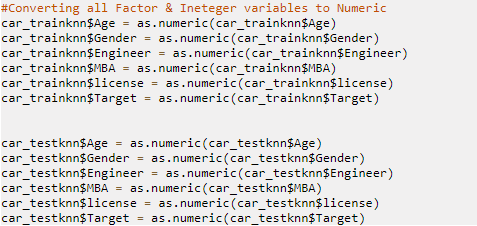 #Converting all Factor & Ineteger variables to Numeric
car_trainknn$Age = as.numeric(car_trainknn$Age)
car_trainknn$Gender = as.numeric(car_trainknn$Gender)
car_trainknn$Engineer = as.numeric(car_trainknn$Engineer)
car_trainknn$MBA = as.numeric(car_trainknn$MBA)
car_trainknn$license = as.numeric(car_trainknn$license)
car_trainknn$Target = as.numeric(car_trainknn$Target)
car_testknn$Age = as.numeric(car_testknn$Age)
car_testknn$Gender = as.numeric(car_testknn$Gender)
car_testknn$Engineer = as.numeric(car_testknn$Engineer)
car_testknn$MBA = as.numeric(car_testknn$MBA)
car_testknn$license = as.numeric(car_testknn$license)
car_testknn$Target = as.numeric(car_testknn$Target)